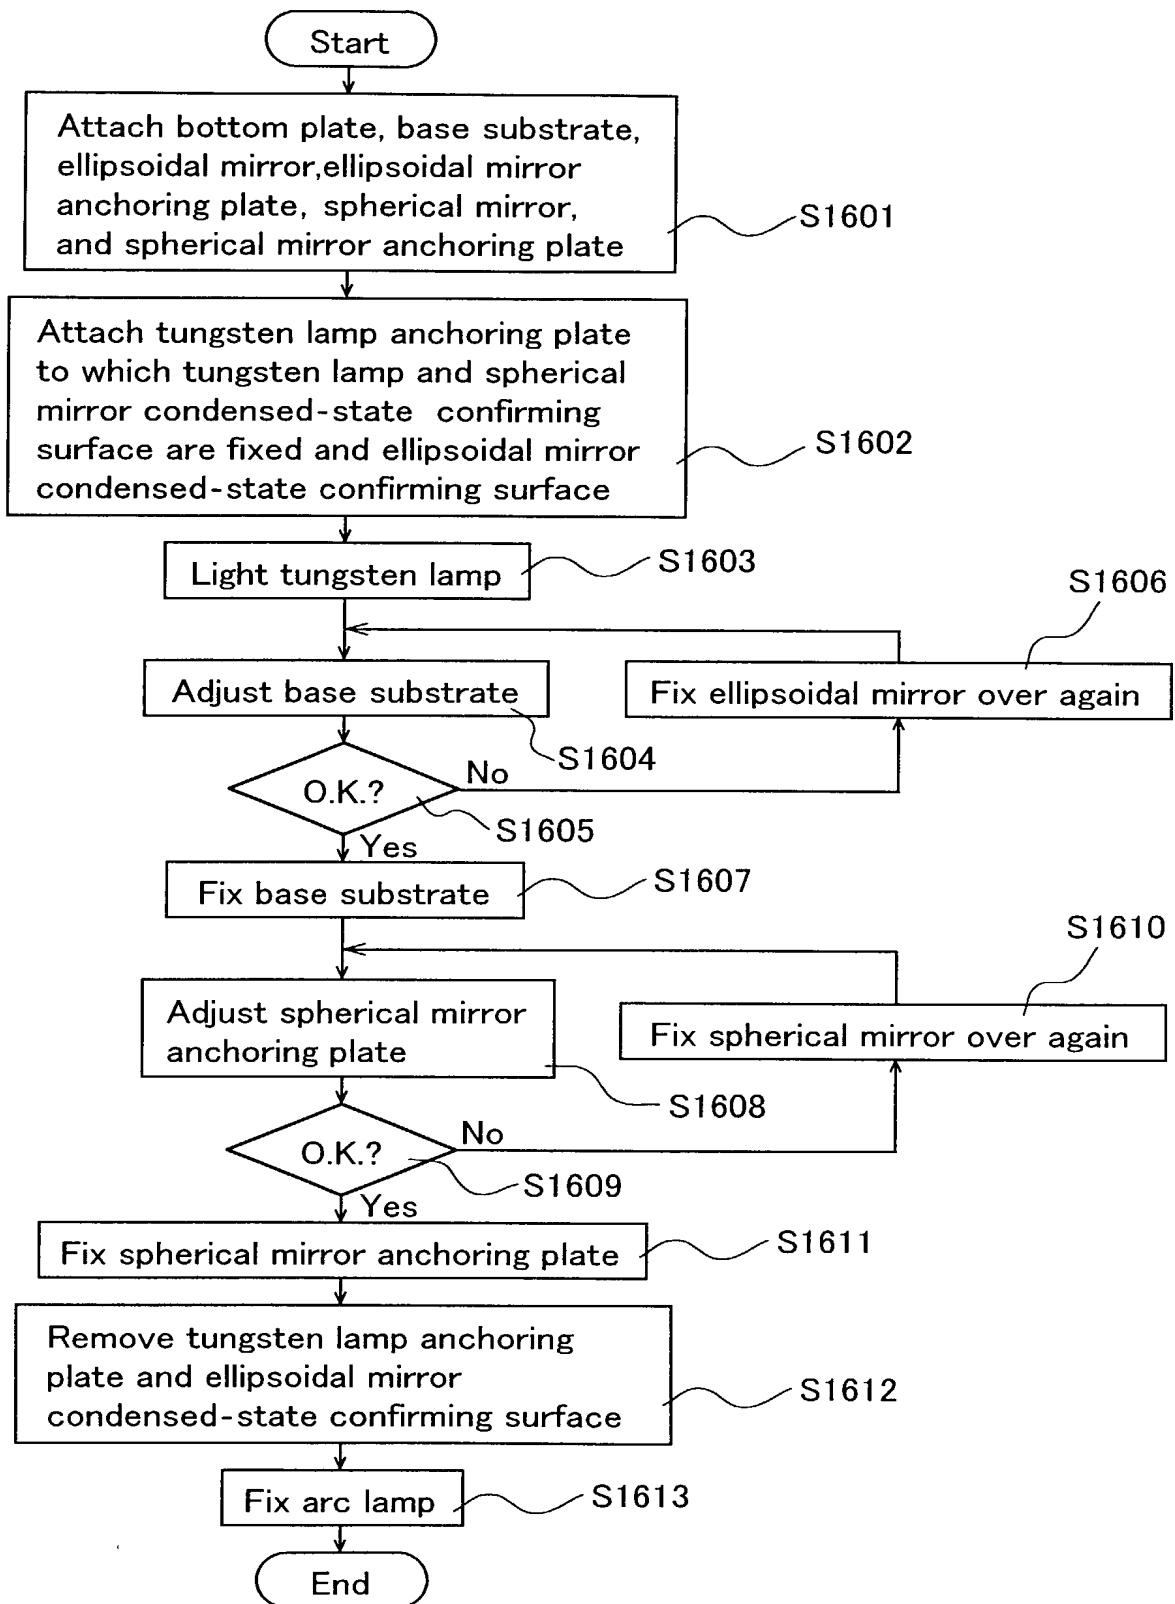 Start
Attach bottom plate, base substrate,
ellipsoidal mirror,ellipsoidal mirror
anchoring plate, spherical mirror,
and spherical mirror anchoring plate
S1601
Attach tungsten lamp anchoring plate
to which tungsten lamp and spherical
mirror condensed-state confirming
surface are fixed and ellipsoidal mirror
condensed-state confirming surface
S1602
Light tungsten lamp
S1603
S1606
Adjust base substrate
Fix ellipsoidal mirror over again
S1604
No
O.K.?
S1605
Yes
Fix base substrate
S1607
S1610
Adjust spherical mirror
anchoring plate
Fix spherical mirror over again
S1608
No
O.K.?
S1609
Yes
Fix spherical mirror anchoring plate
S1611
Remove tungsten lamp anchoring
plate and ellipsoidal mirror
condensed-state confirming surface
S1612
Fix arc lamp
S1613
End